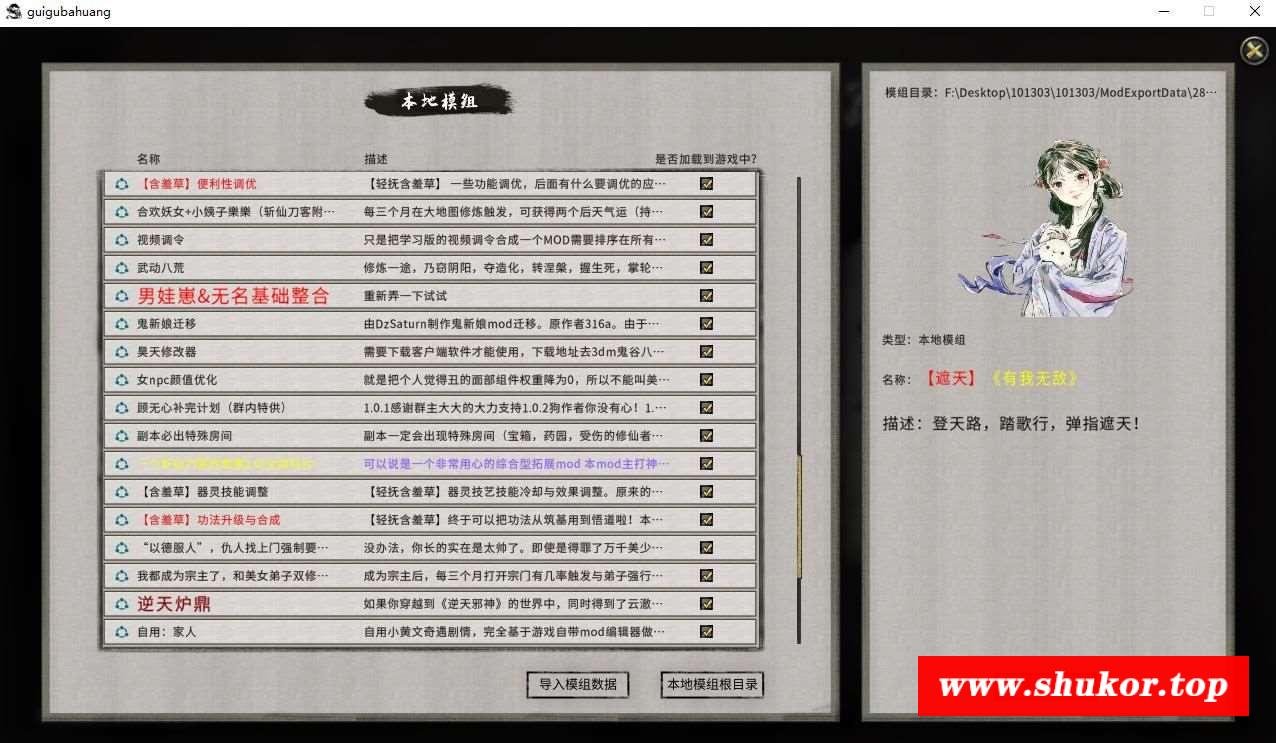 guigubahuang
本地模组
名称 描述 是否加载到游戏中?
【含羞草】便利性调优 【轻抚含羞草】 一些功能调优，后面有什么要调优的应…
合欢妖女+小姨子樂樂（斩仙刀客附… 每三个月在大地图修炼触发，可获得两个后天气运（持…
视频调令 只是把学习版的视频调令合成一个MOD需要排序在所有…
武动八荒 修炼一途，乃窃阴阳，夺造化，转涅槃，握生死，掌轮…
男娃崽&无名基础整合 重新弄一下试试
鬼新娘迁移 由DzSaturn制作鬼新娘mod迁移。原作者316a。由于…
昊天修改器 需要下载客户端软件才能使用，下载地址去3dm鬼谷八…
女npc颜值优化 就是把个人觉得丑的面部组件权重降为0，所以不能叫美…
顾无心补完计划（群内特供） 1.0.1感谢群主大大的大力支持1.0.2狗作者你没有心！1.…
副本必出特殊房间 副本一定会出现特殊房间（宝箱，药园，受伤的修仙者…
可以说是一个非常用心的综合型拓展mod 本mod主打神…
【含羞草】器灵技能调整 【轻抚含羞草】器灵技艺技能冷却与效果调整。原来的…
【含羞草】功法升级与合成 【轻抚含羞草】终于可以把功法从筑基用到悟道啦！本…
“以德服人”，仇人找上门强制要… 没办法，你长的实在是太帅了。即使是得罪了万千美少…
我都成为宗主了，和美女弟子双修… 成为宗主后，每三个月打开宗门有几率触发与弟子强行…
逆天炉鼎 如果你穿越到《逆天邪神》的世界中，同时得到了云澈…
自用：家人 自用小黄文奇遇剧情，完全基于游戏自带mod编辑器做…
导入模组数据 本地模组根目录
模组目录：F:\Desktop\101303\101303/ModExportData\28…
类型：本地模组
名称：【遮天】《有我无敌》
描述：登天路，踏歌行，弹指遮天！
www.shukor.top